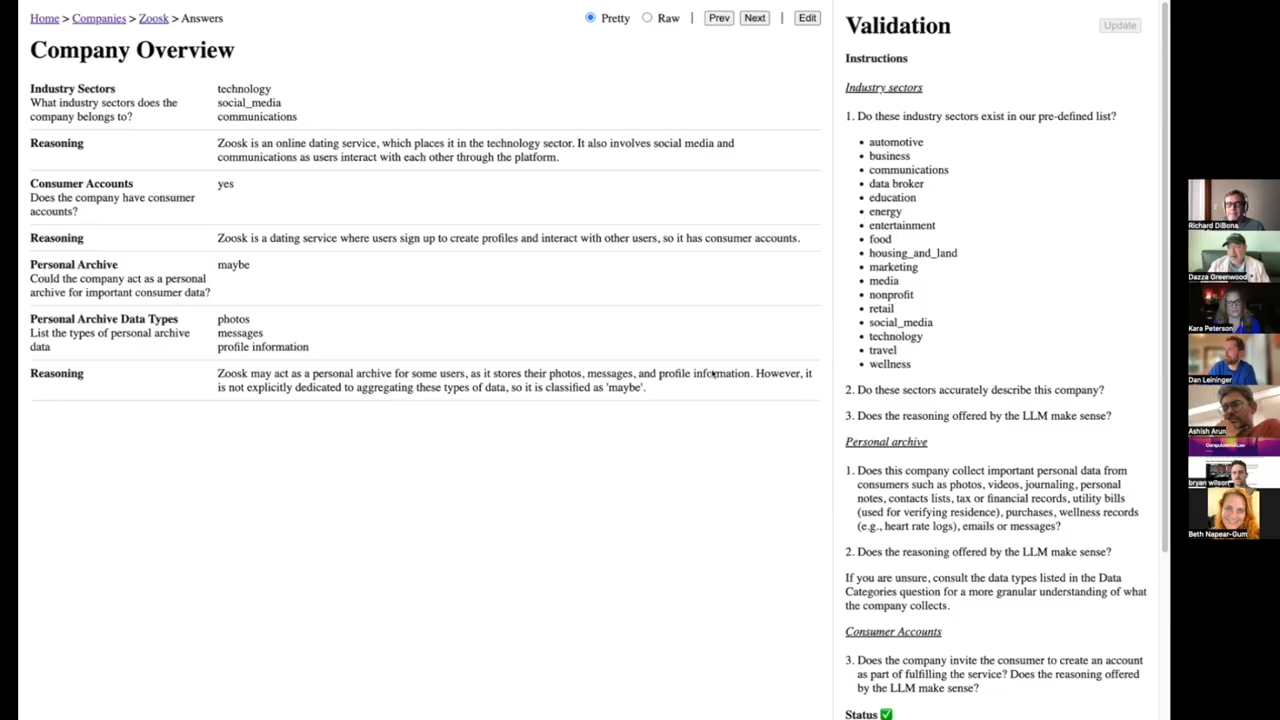 Home > Companies > Zoosk > Answers
Pretty Raw | Prev Next | Edit
Company Overview
Industry Sectors
What industry sectors does the
company belongs to?
technology
social_media
communications
Reasoning
Zoosk is an online dating service, which places it in the technology sector. It also involves social media and
communications as users interact with each other through the platform.
Consumer Accounts
Does the company have consumer
accounts?
yes
Reasoning
Zoosk is a dating service where users sign up to create profiles and interact with other users, so it has consumer accounts.
Personal Archive
Could the company act as a personal
archive for important consumer data?
maybe
Personal Archive Data Types
List the types of personal archive
data
photos
messages
profile information
Reasoning
Zoosk may act as a personal archive for some users, as it stores their photos, messages, and profile information. However, it
is not explicitly dedicated to aggregating these types of data, so it is classified as 'maybe'.
Validation
Update
Instructions
Industry sectors
1. Do these industry sectors exist in our pre-defined list?
• automotive
• business
• communications
• data broker
• education
• energy
• entertainment
• food
• housing_and_land
• marketing
• media
• nonprofit
• retail
• social_media
• technology
• travel
• wellness
2. Do these sectors accurately describe this company?
3. Does the reasoning offered by the LLM make sense?
Personal archive
1. Does this company collect important personal data from
consumers such as photos, videos, journaling, personal
notes, contacts lists, tax or financial records, utility bills
(used for verifying residence), purchases, wellness records
(e.g., heart rate logs), emails or messages?
2. Does the reasoning offered by the LLM make sense?
If you are unsure, consult the data types listed in the Data
Categories question for a more granular understanding of what
the company collects.
Consumer Accounts
3. Does the company invite the consumer to create an account
as part of fulfilling the service? Does the reasoning offered
by the LLM make sense?
Status ✅
Richard DiBona
Dazza Greenwood
Kara Peterson
Dan Leininger
Ashish Arun
bryan wilson
Beth Napear-Gum